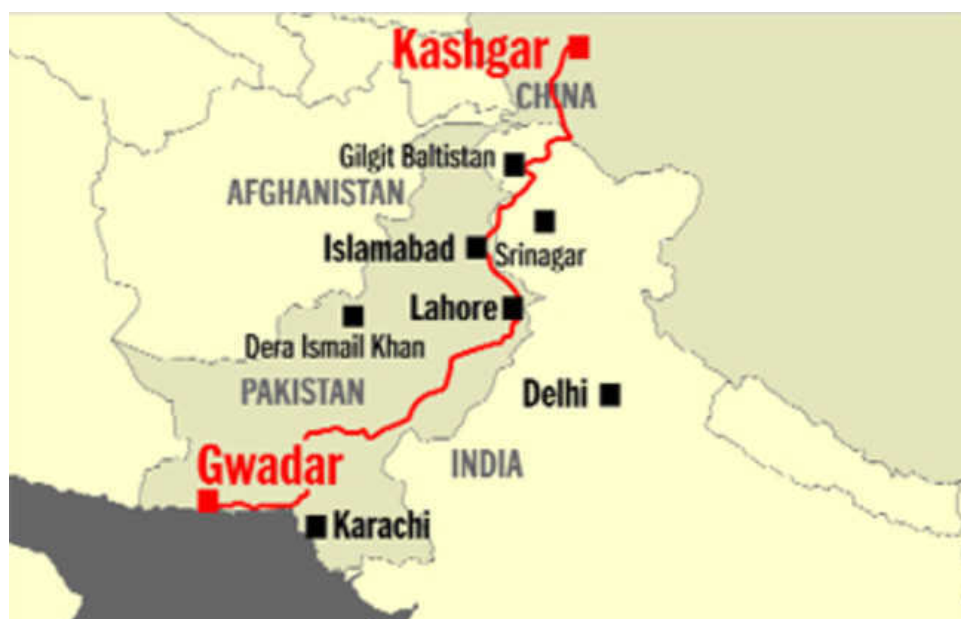 Kashgar
CHINA
Gilgit Baltistan
AFGHANISTAN
Islamabad
Srinagar
Lahore
Dera Ismail Khan
PAKISTAN
Delhi
Gwadar
INDIA
Karachi